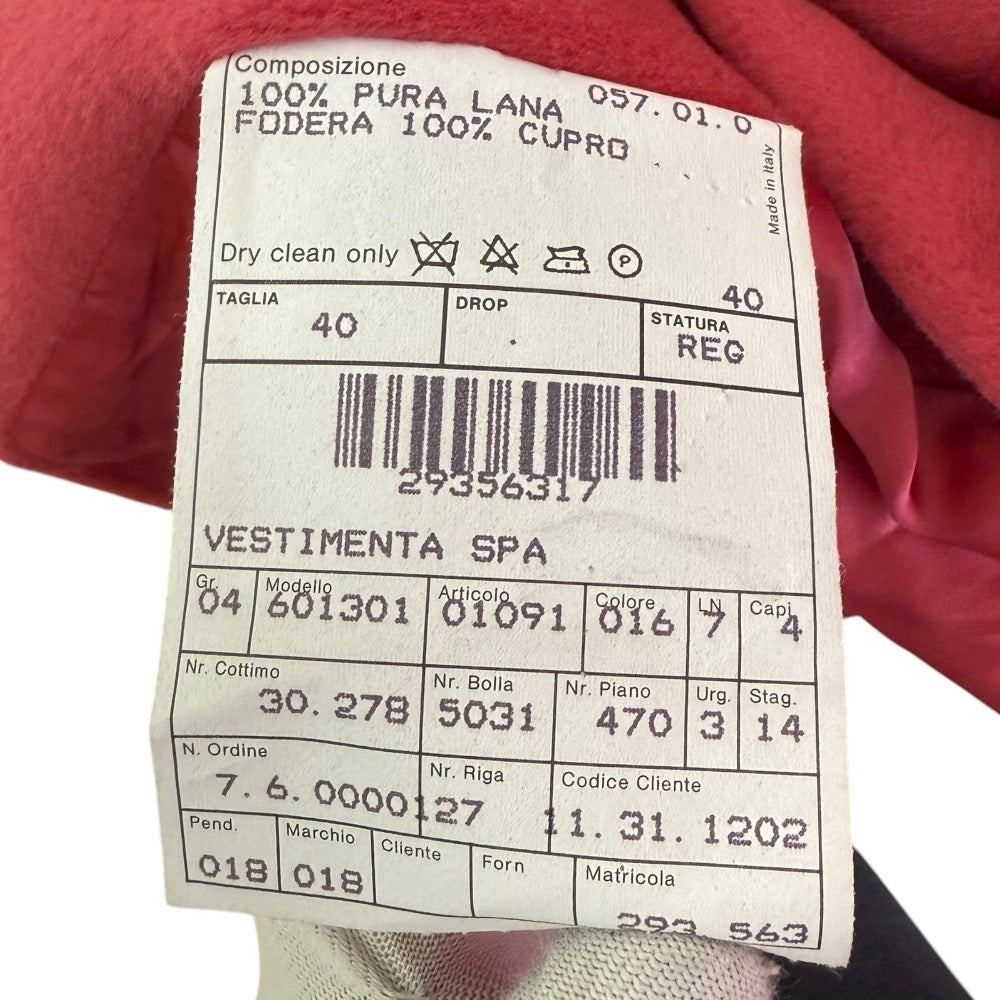 Composizione
100% PURA LANA 057.01.0
FODERA 100% CUPRO
Made in Italy
Dry clean only P
40
TAGLIA DROP STATURA
40 REG
29356317
VESTIMENTA SPA
Gr. Modello Articolo Colore LN Capi
04 601301 01091 016 7 4
Nr. Cottimo Nr. Bolla Nr. Piano Urg. Stag.
30.278 5031 470 3 14
N. Ordine Nr. Riga Codice Cliente
7.6.0000127 11.31.1202
Pend. Marchio Cliente Forn Matricola
018 018 293 563